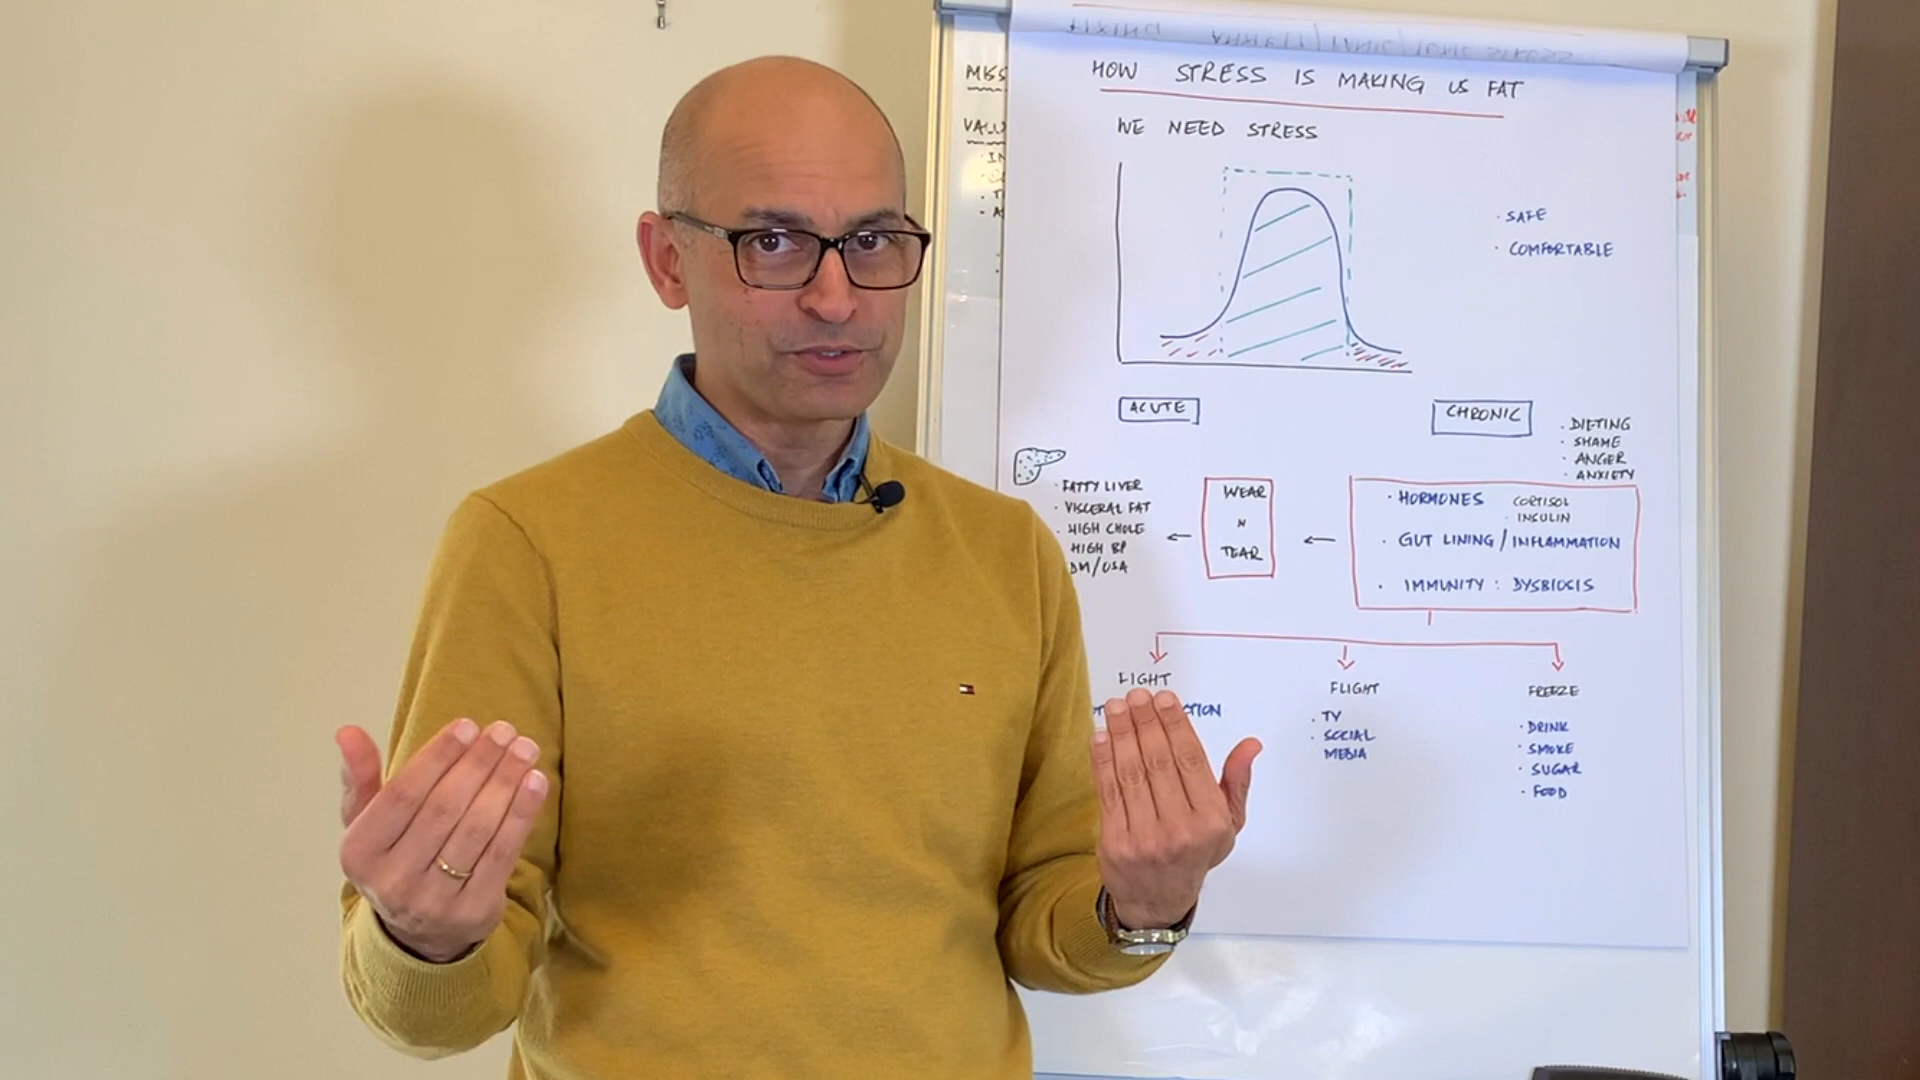 HOW STRESS IS MAKING US FAT
WE NEED STRESS
· SAFE
· COMFORTABLE
ACUTE
CHRONIC
· DIETING
· SHAME
· ANGER
· ANXIETY
· FATTY LIVER
· VISCERAL FAT
· HIGH CHOLE
HIGH BP
WEAR
N
TEAR
· HORMONES CORTISOL
· INSULIN
· GUT LINING / INFLAMMATION
· IMMUNITY : DYSBIOSIS
FIGHT
FLIGHT
· TV
· SOCIAL
MEDIA
FREEZE
· DRINK
· SMOKE
· SUGAR
· FOOD